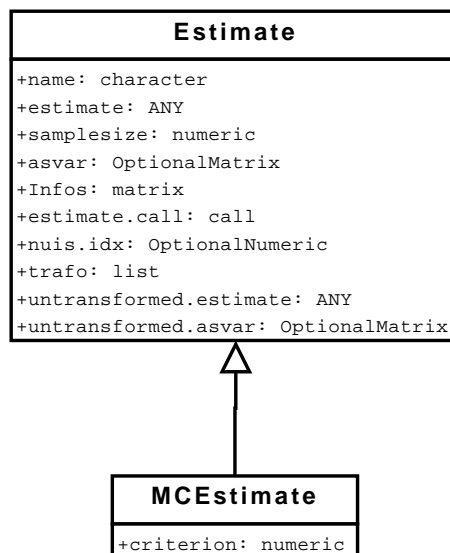 Estimate
+name: character
+estimate: ANY
+samplesize: numeric
+asvar: OptionalMatrix
+Infos: matrix
+estimate.call: call
+nuis.idx: OptionalNumeric
+trafo: list
+untransformed.estimate: ANY
+untransformed.asvar: OptionalMatrix
MCEstimate
+criterion: numeric